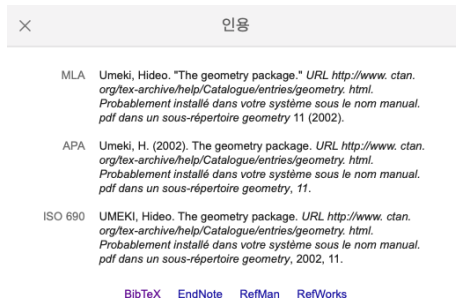 인용
MLA Umeki, Hideo. "The geometry package." URL http://www. ctan.
org/tex-archive/help/Catalogue/entries/geometry. html.
Probablement installé dans votre système sous le nom manual.
pdf dans un sous-répertoire geometry 11 (2002).
APA Umeki, H. (2002). The geometry package. URL http://www. ctan.
org/tex-archive/help/Catalogue/entries/geometry. html.
Probablement installé dans votre système sous le nom manual.
pdf dans un sous-répertoire geometry, 11.
ISO 690 UMEKI, Hideo. The geometry package. URL http://www. ctan.
org/tex-archive/help/Catalogue/entries/geometry. html.
Probablement installé dans votre système sous le nom manual.
pdf dans un sous-répertoire geometry, 2002, 11.
BibTeX EndNote RefMan RefWorks